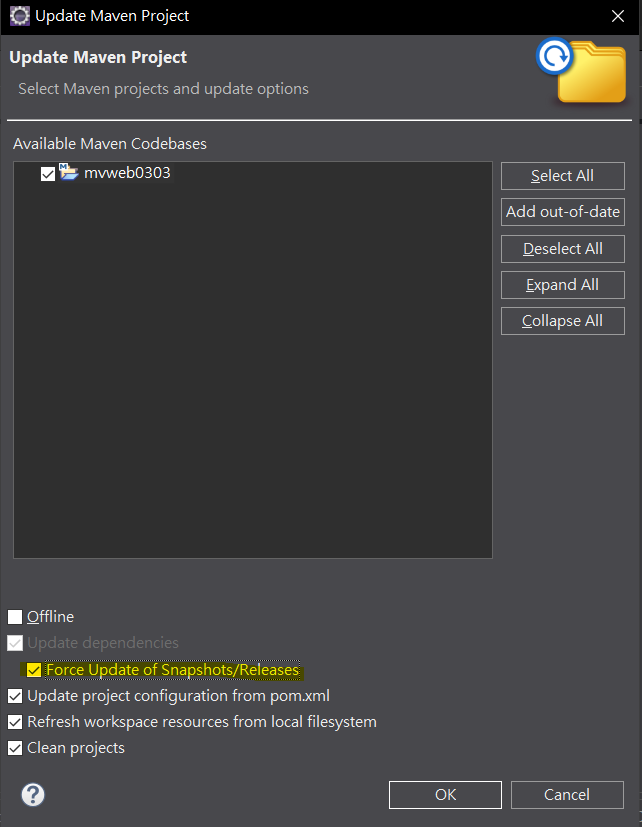 Update Maven Project
Update Maven Project
Select Maven projects and update options
Available Maven Codebases
mvweb0303
Select All
Add out-of-date
Deselect All
Expand All
Collapse All
Offline
Update dependencies
Force Update of Snapshots/Releases
Update project configuration from pom.xml
Refresh workspace resources from local filesystem
Clean projects
?
OK
Cancel